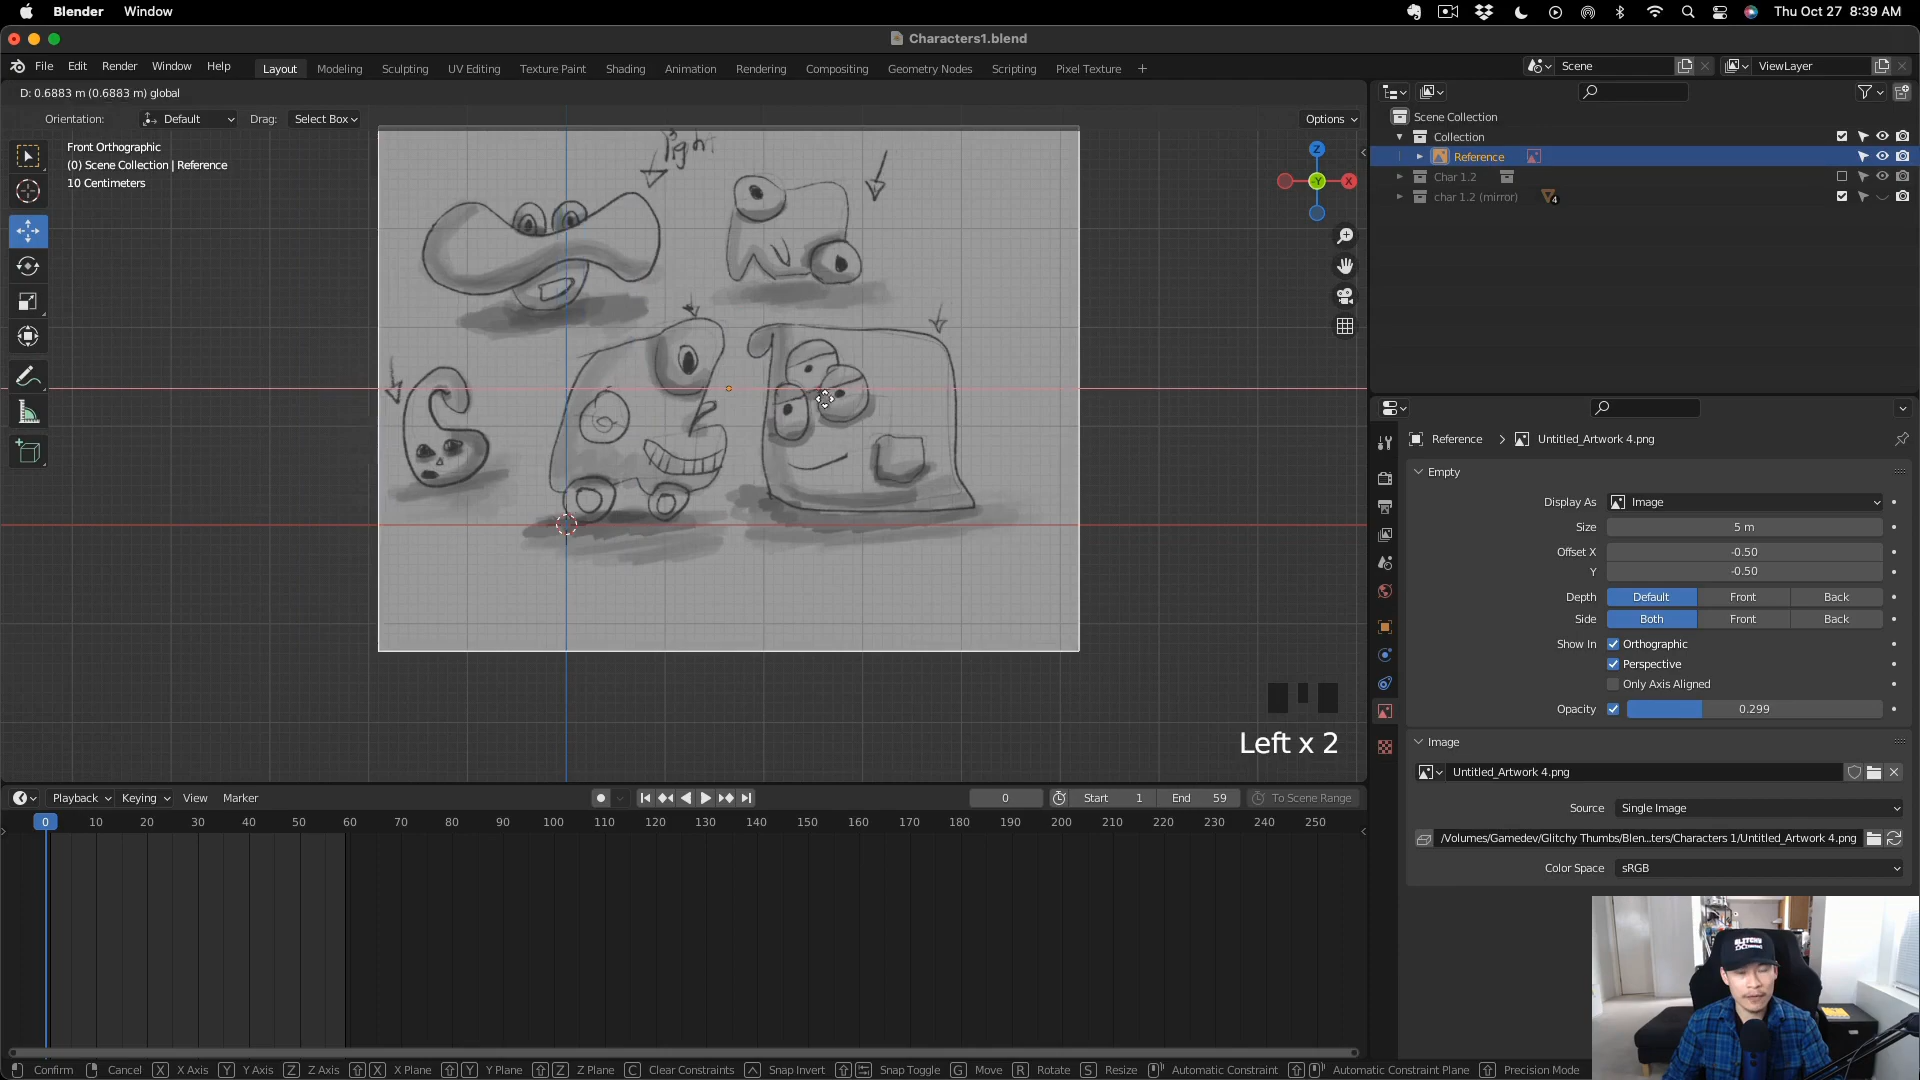 Blender Window
Thu Oct 27 8:39 AM
Characters1.blend
File Edit Render Window Help
Layout Modeling Sculpting UV Editing Texture Paint Shading Animation Rendering Compositing Geometry Nodes Scripting Pixel Texture +
Scene
ViewLayer
D: 0.6883 m (0.6883 m) global
Orientation: Default Drag: Select Box
Options
Front Orthographic
(0) Scene Collection | Reference
10 Centimeters
light
Z
-Y
X
Left x 2
Scene Collection
Collection
Reference
Char 1.2
char 1.2 (mirror)
4
Reference > Untitled_Artwork 4.png
Empty
Display As Image
Size 5 m
Offset X -0.50
Y -0.50
Depth Default Front Back
Side Both Front Back
Show In Orthographic
Perspective
Only Axis Aligned
Opacity 0.299
Image
Untitled_Artwork 4.png
Source Single Image
/Volumes/Gamedev/Glitchy Thumbs/Blen...ters/Characters 1/Untitled_Artwork 4.png
Color Space sRGB
Playback Keying View Marker
0 Start 1 End 59 To Scene Range
0 10 20 30 40 50 60 70 80 90 100 110 120 130 140 150 160 170 180 190 200 210 220 230 240 250
Confirm Cancel X X Axis Y Y Axis Z Z Axis X X Plane Y Y Plane Z Z Plane C Clear Constraints Snap Invert Snap Toggle G Move R Rotate S Resize Automatic Constraint Automatic Constraint Plane Precision Mode
GLITCHY